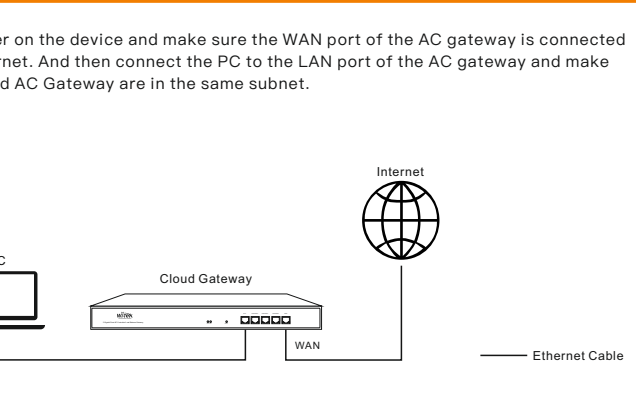 er on the device and make sure the WAN port of the AC gateway is connected
rnet. And then connect the PC to the LAN port of the AC gateway and make
d AC Gateway are in the same subnet.
Internet
C
Cloud Gateway
WAN
Ethernet Cable